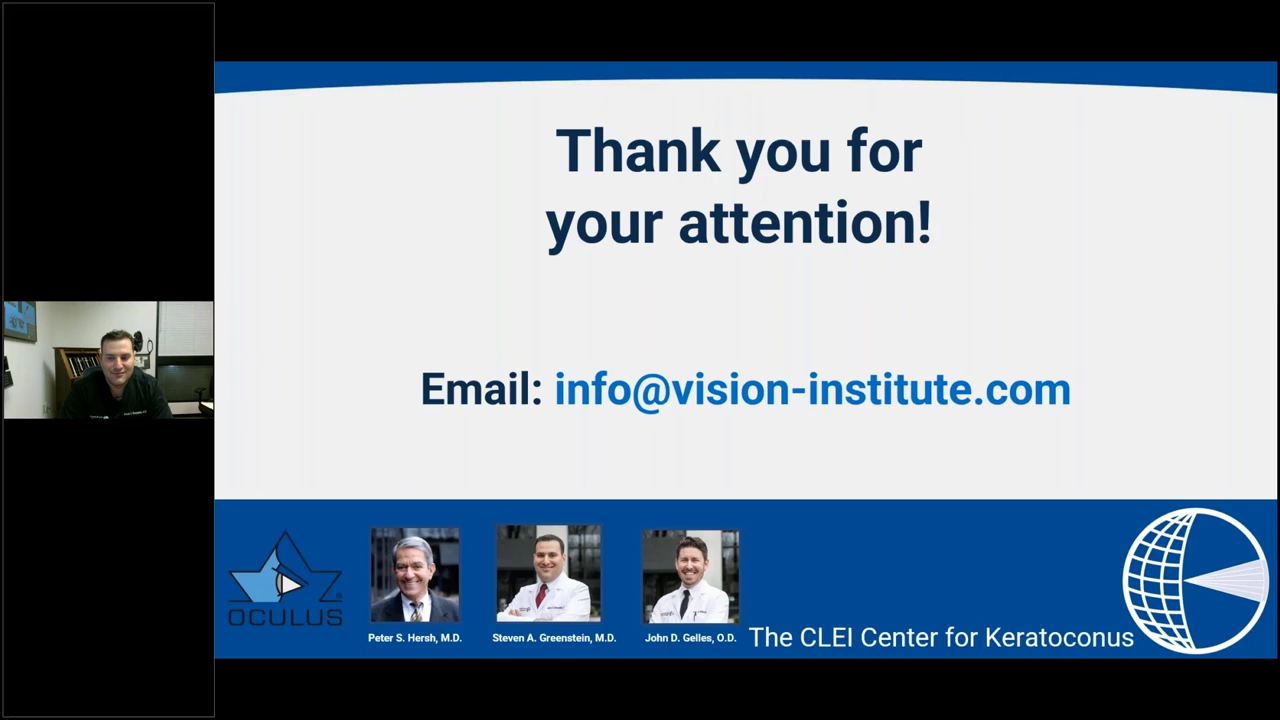 Thank you for
your attention!
Email: info@vision-institute.com
OCULUS®
Peter S. Hersh, M.D.
Steven A. Greenstein, M.D.
John D. Gelles, O.D.
The CLEI Center for Keratoconus